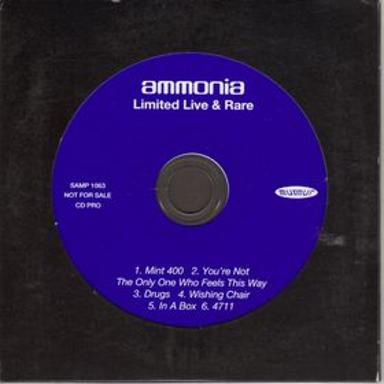 ammonia
Limited Live & Rare
SAMP 1063
NOT FOR SALE
CD PRO
murmur
1. Mint 400 2. You're Not
The Only One Who Feels This Way
3. Drugs 4. Wishing Chair
5. In A Box 6. 4711